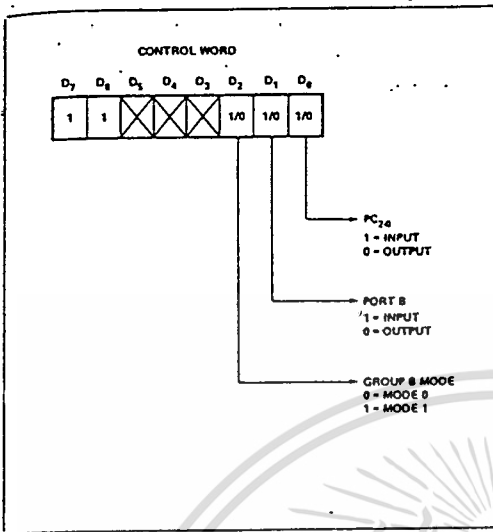 CONTROL WORD
D7 D6 D5 D4 D3 D2 D1 D0
1 1 X X X 1/0 1/0 1/0
PC2-0
1 = INPUT
0 = OUTPUT
PORT B
1 = INPUT
0 = OUTPUT
GROUP B MODE
0 = MODE 0
1 = MODE 1